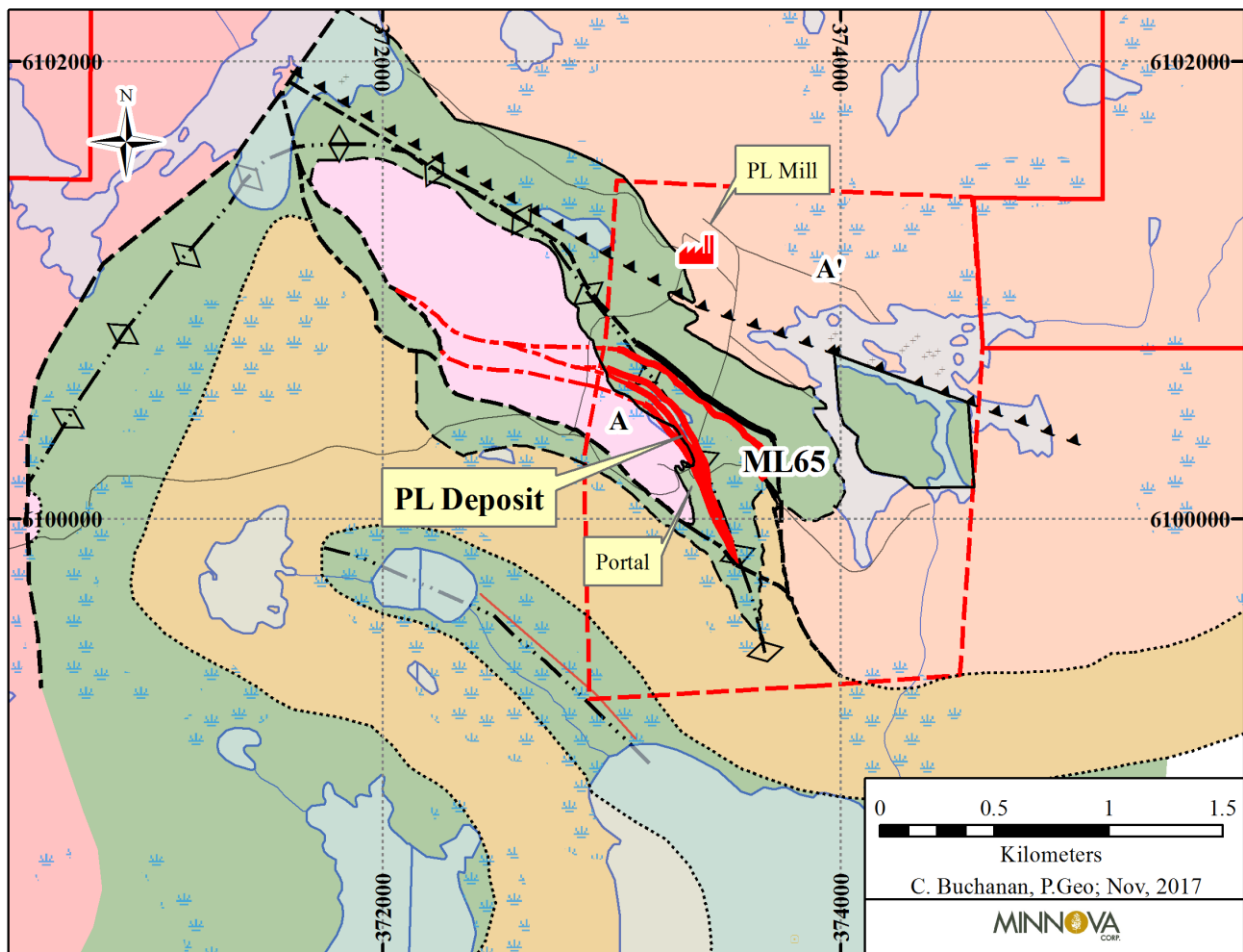 372000
374000
6102000
6102000
N
PL Mill
A'
A
ML65
PL Deposit
6100000
6100000
Portal
0 0.5 1 1.5
Kilometers
C. Buchanan, P.Geo; Nov, 2017
MINNOVA
CORP.
372000
374000